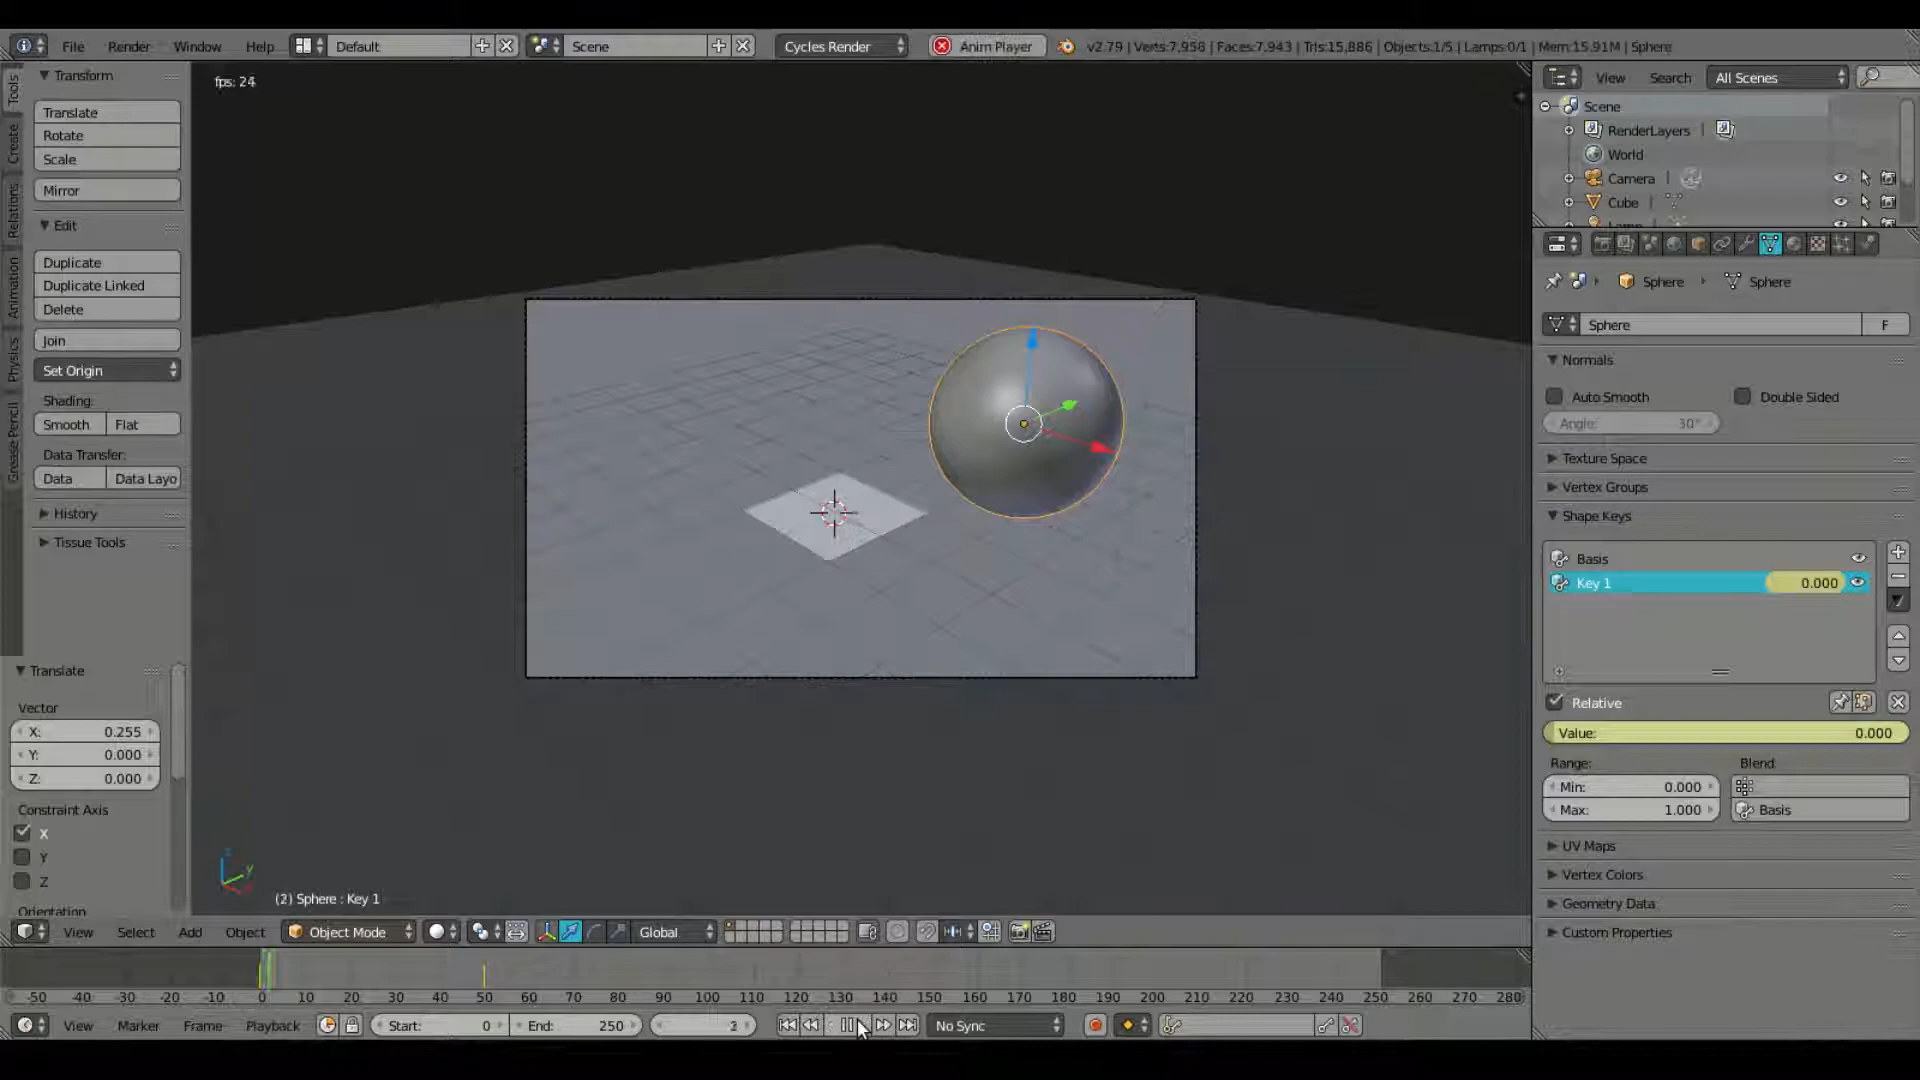 File Render Window Help Default Scene Cycles Render Anim Player v2.79 | Verts:7,958 | Faces:7,943 | Tris:15,886 | Objects:1/5 | Lamps:0/1 | Mem:15.91M | Sphere
Tools
Create
Relations
Animation
Physics
Grease Pencil
Transform
Translate
Rotate
Scale
Mirror
Edit
Duplicate
Duplicate Linked
Delete
Join
Set Origin
Shading:
Smooth Flat
Data Transfer:
Data Data Layo
History
Tissue Tools
Translate
Vector
X: 0.255
Y: 0.000
Z: 0.000
Constraint Axis
X
Y
Z
Orientation
fps: 24
(2) Sphere : Key 1
View Select Add Object Object Mode Global
-50 -40 -30 -20 -10 0 10 20 30 40 50 60 70 80 90 100 110 120 130 140 150 160 170 180 190 200 210 220 230 240 250 260 270 280
View Marker Frame Playback Start: 0 End: 250 2 No Sync
View Search All Scenes
Scene
RenderLayers |
World
Camera |
Cube |
Lamp
Sphere Sphere
Sphere F
Normals
Auto Smooth Double Sided
Angle: 30°
Texture Space
Vertex Groups
Shape Keys
Basis
Key 1 0.000
Relative
Value: 0.000
Range: Blend:
Min: 0.000
Max: 1.000 Basis
UV Maps
Vertex Colors
Geometry Data
Custom Properties